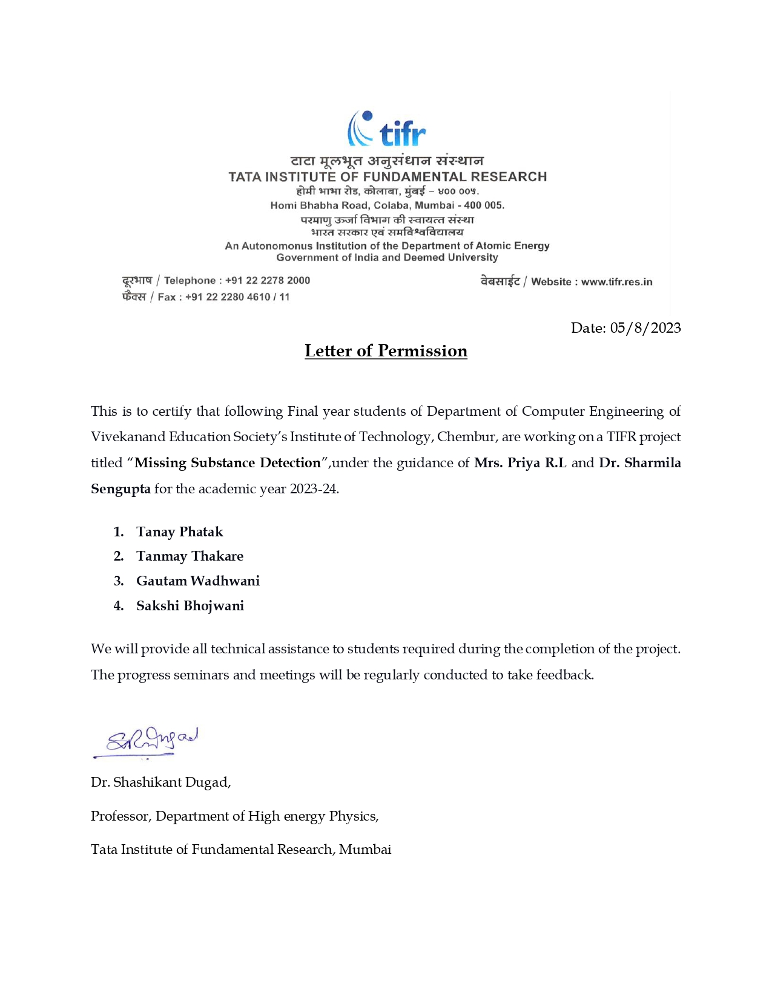 tifr
टाटा मूलभूत अनुसंधान संस्थान
TATA INSTITUTE OF FUNDAMENTAL RESEARCH
होमी भाभा रोड, कोलाबा, मुंबई – ४०० ००५.
Homi Bhabha Road, Colaba, Mumbai - 400 005.
परमाणु ऊर्जा विभाग की स्वायत्त संस्था
भारत सरकार एवं समविश्वविद्यालय
An Autonomonus Institution of the Department of Atomic Energy
Government of India and Deemed University
दूरभाष / Telephone : +91 22 2278 2000
वेबसाईट / Website : www.tifr.res.in
फैक्स / Fax : +91 22 2280 4610 / 11
Date: 05/8/2023
Letter of Permission
This is to certify that following Final year students of Department of Computer Engineering of
Vivekanand Education Society’s Institute of Technology, Chembur, are working on a TIFR project
titled “Missing Substance Detection”,under the guidance of Mrs. Priya R.L and Dr. Sharmila
Sengupta for the academic year 2023-24.
1. Tanay Phatak
2. Tanmay Thakare
3. Gautam Wadhwani
4. Sakshi Bhojwani
We will provide all technical assistance to students required during the completion of the project.
The progress seminars and meetings will be regularly conducted to take feedback.
SRDugad
Dr. Shashikant Dugad,
Professor, Department of High energy Physics,
Tata Institute of Fundamental Research, Mumbai